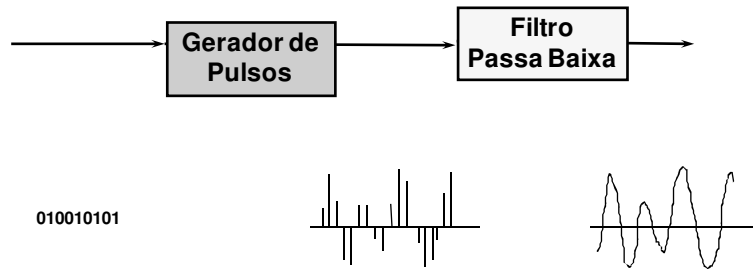 Gerador de
Pulsos
Filtro
Passa Baixa
010010101